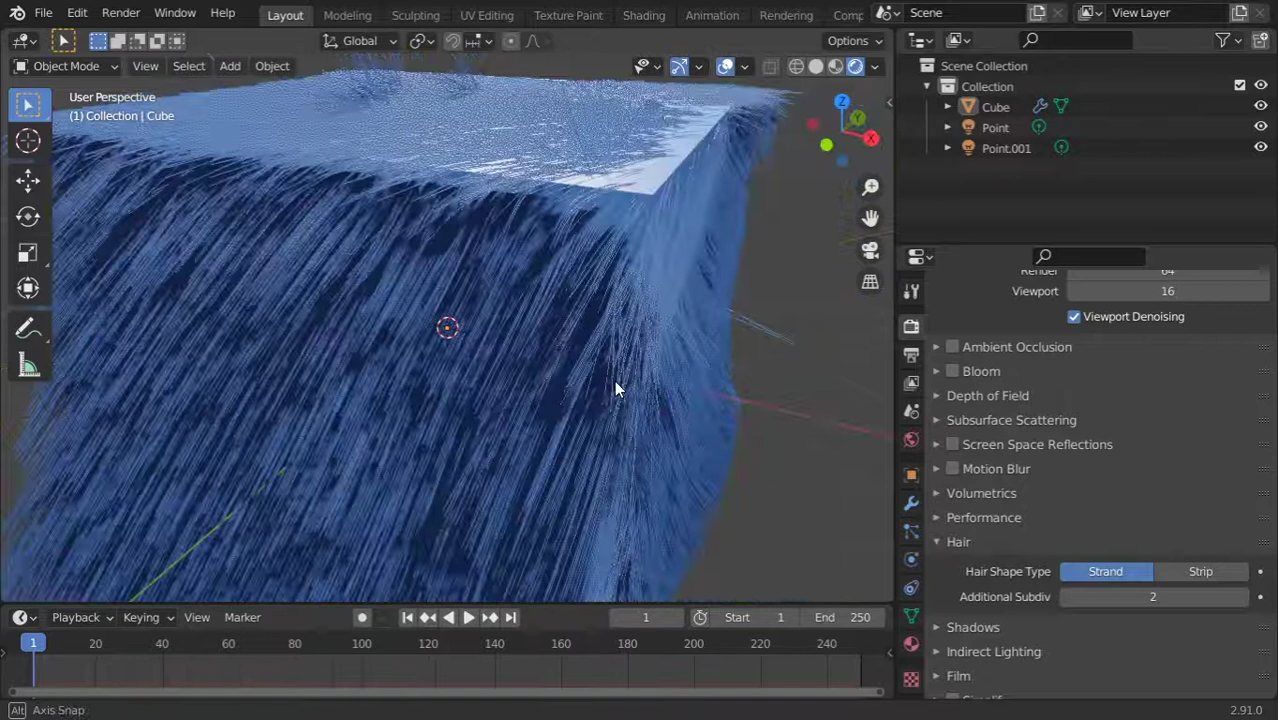 File Edit Render Window Help Layout Modeling Sculpting UV Editing Texture Paint Shading Animation Rendering Comp Scene View Layer
Global Options
Object Mode View Select Add Object
User Perspective
(1) Collection | Cube
Z
Y
X
Scene Collection
Collection
Cube
Point
Point.001
Render 64
Viewport 16
Viewport Denoising
Ambient Occlusion
Bloom
Depth of Field
Subsurface Scattering
Screen Space Reflections
Motion Blur
Volumetrics
Performance
Hair
Hair Shape Type Strand Strip
Additional Subdiv 2
Shadows
Indirect Lighting
Film
Simplify
Playback Keying View Marker 1 Start 1 End 250
1 20 40 60 80 100 120 140 160 180 200 220 240
Alt Axis Snap 2.91.0